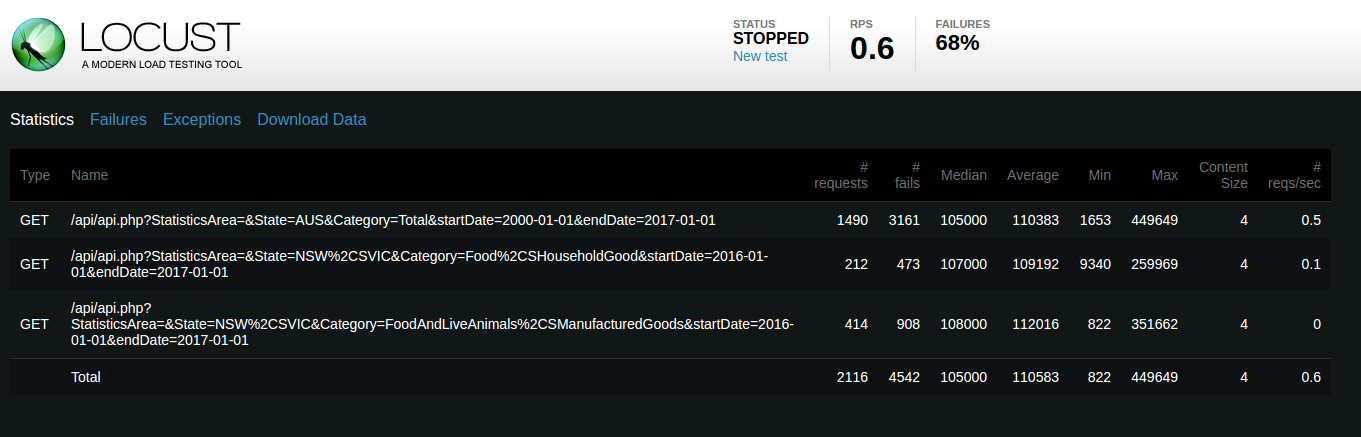 LOCUST
A MODERN LOAD TESTING TOOL
STATUS
STOPPED
New test
RPS
0.6
FAILURES
68%
Statistics Failures Exceptions Download Data
Type Name # requests # fails Median Average Min Max Content Size # reqs/sec
GET /api/api.php?StatisticsArea=&State=AUS&Category=Total&startDate=2000-01-01&endDate=2017-01-01 1490 3161 105000 110383 1653 449649 4 0.5
GET /api/api.php?StatisticsArea=&State=NSW%2CSVIC&Category=Food%2CSHouseholdGood&startDate=2016-01-
01&endDate=2017-01-01 212 473 107000 109192 9340 259969 4 0.1
GET /api/api.php?
StatisticsArea=&State=NSW%2CSVIC&Category=FoodAndLiveAnimals%2CSManufacturedGoods&startDate=2016-
01-01&endDate=2017-01-01 414 908 108000 112016 822 351662 4 0
Total 2116 4542 105000 110583 822 449649 4 0.6